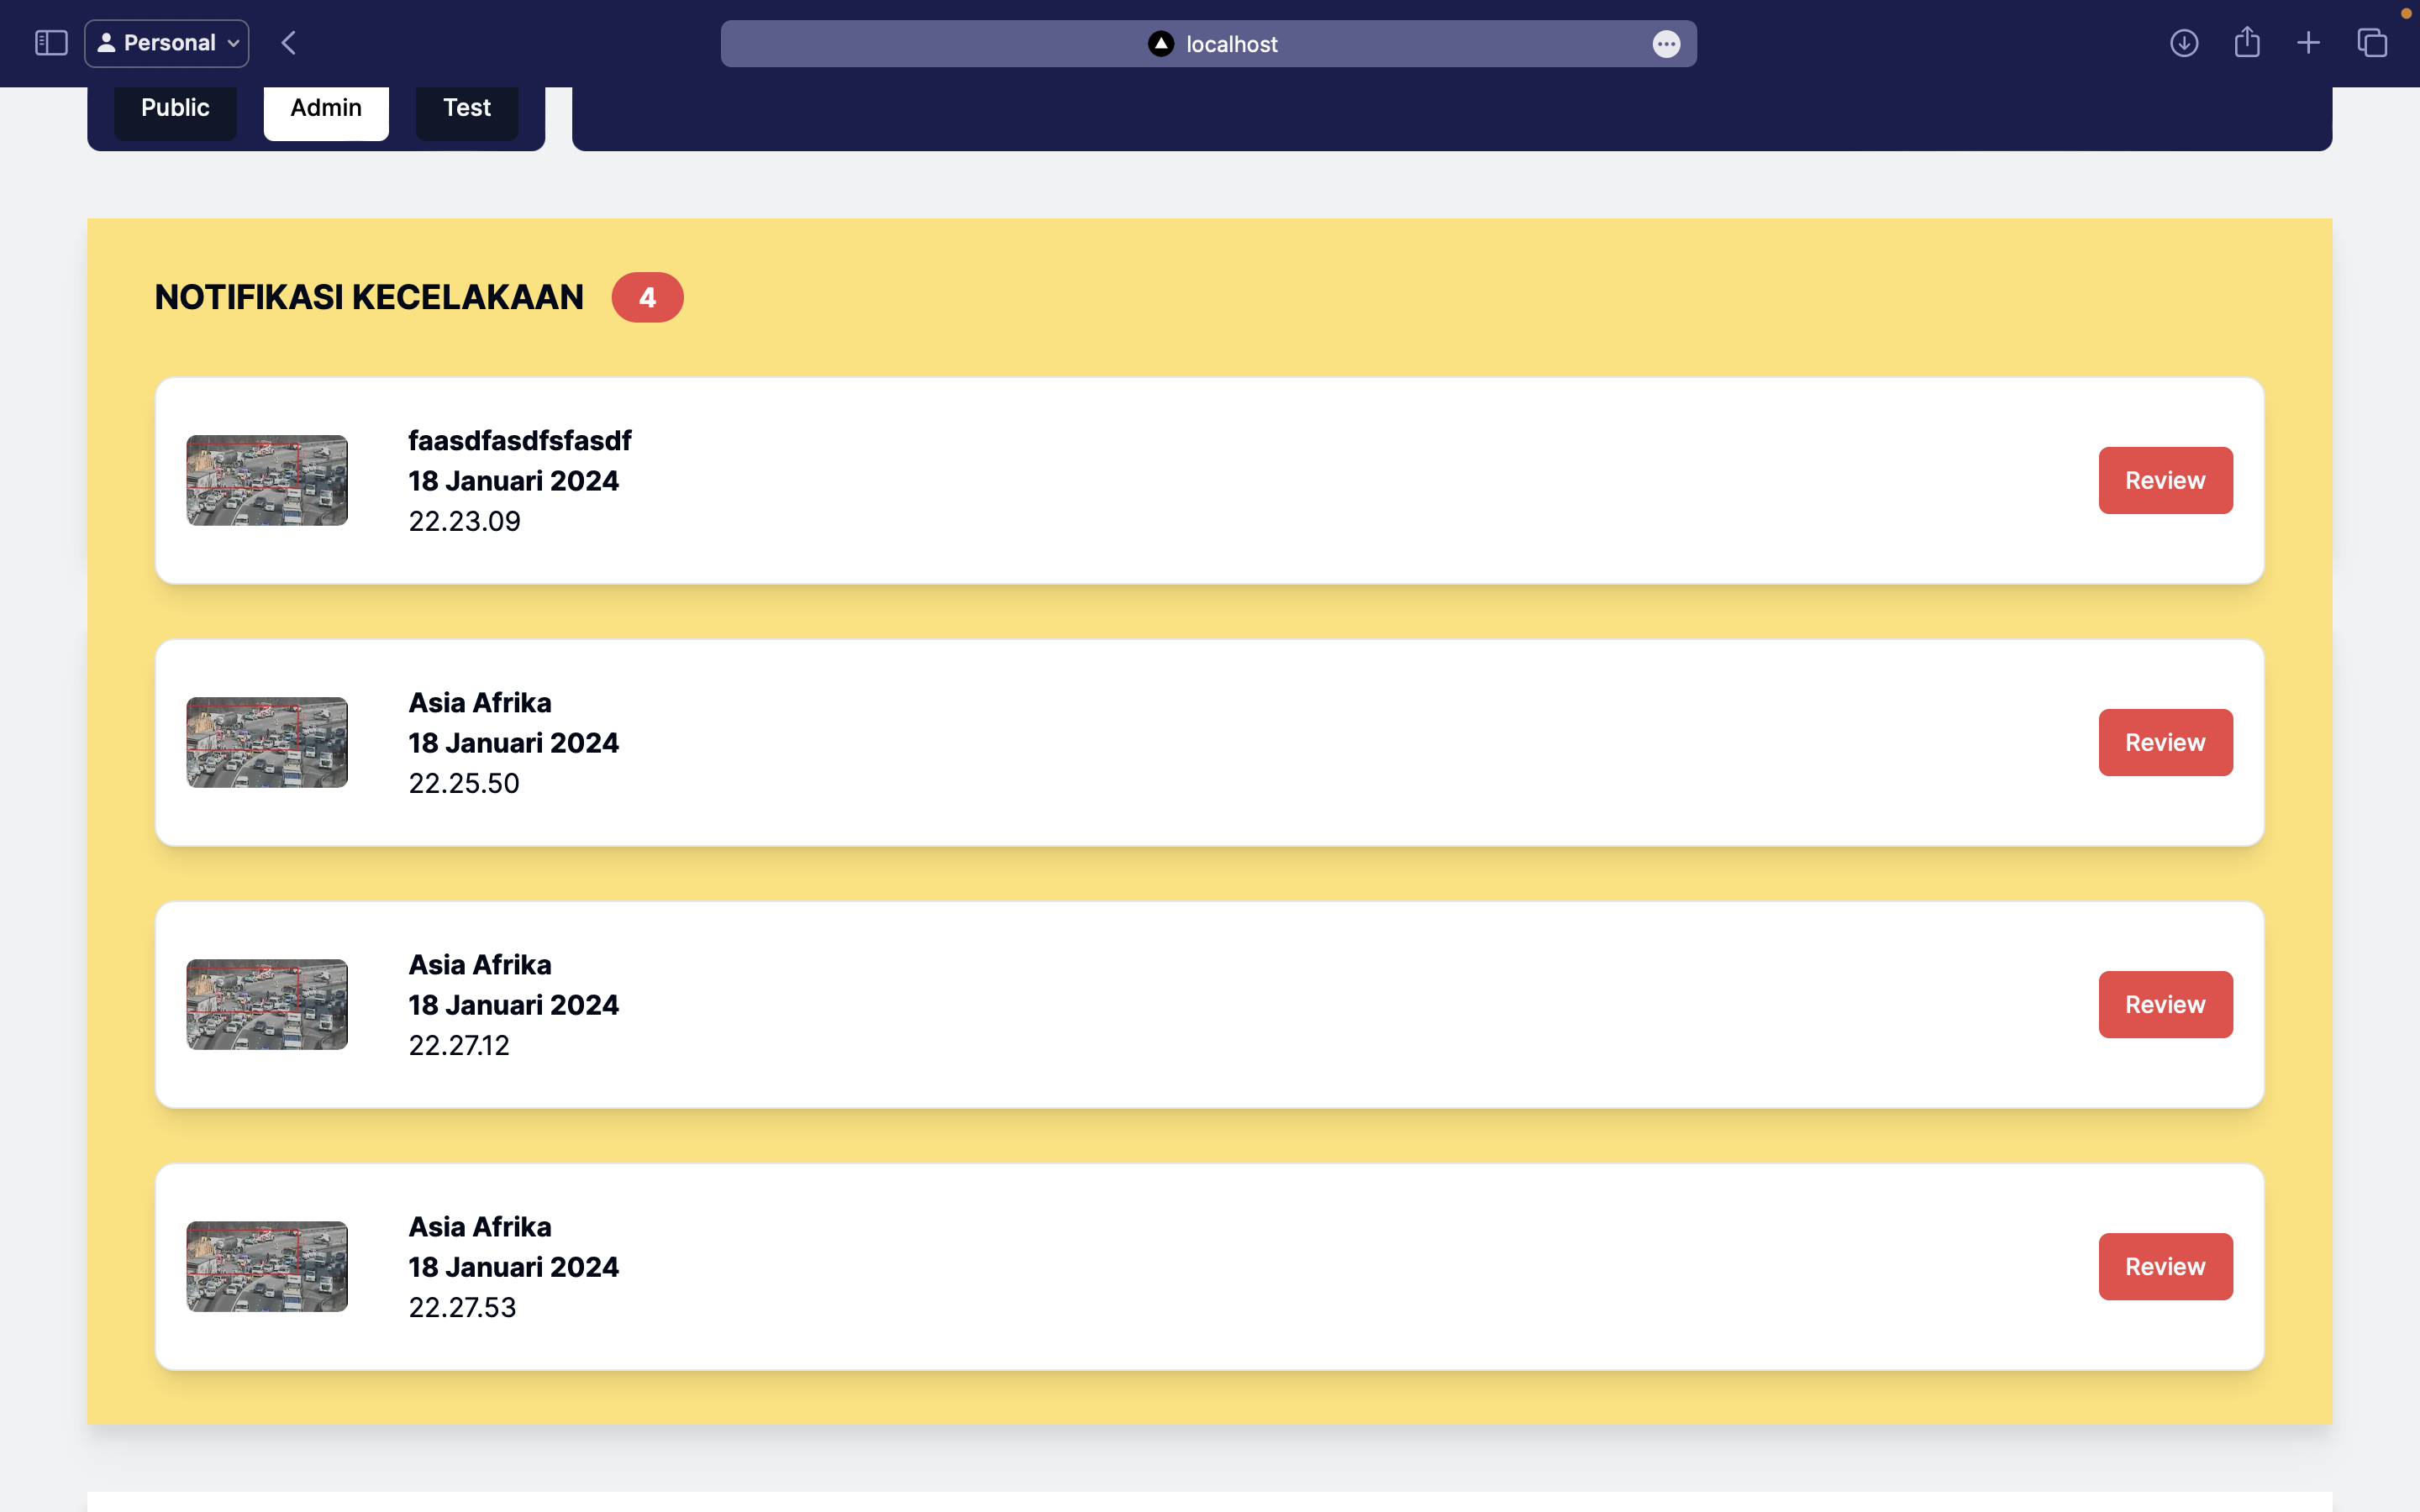 Personal
localhost
Public
Admin
Test
NOTIFIKASI KECELAKAAN 4
faasdfasdfsfasdf
18 Januari 2024
22.23.09
Review
Asia Afrika
18 Januari 2024
22.25.50
Review
Asia Afrika
18 Januari 2024
22.27.12
Review
Asia Afrika
18 Januari 2024
22.27.53
Review